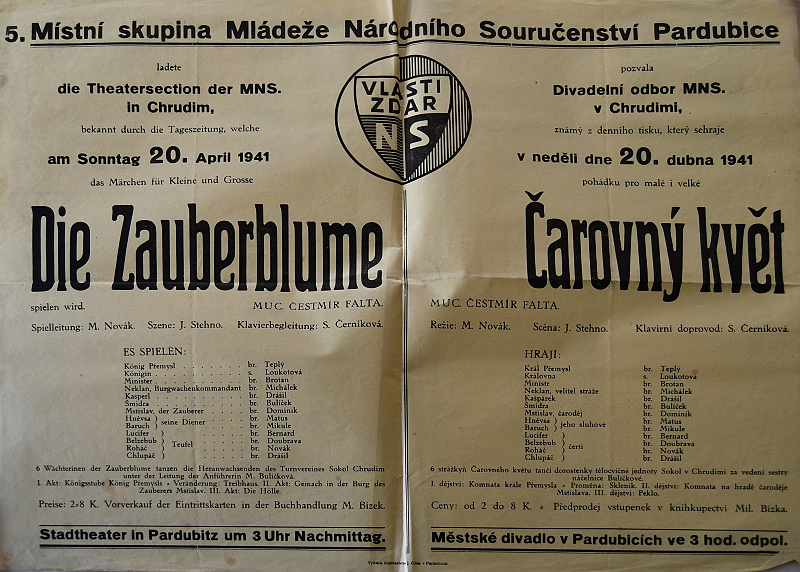 5. Místní skupina Mládeže Národního Souručenství Pardubice
VLASTI
ZDAR
NS
ladete
die Theatersection der MNS.
in Chrudim,
bekannt durch die Tageszeitung, welche
am Sonntag 20. April 1941
das Märchen für Kleine und Grosse
Die Zauberblume
spielen wird.
MUC. ČESTMÍR FALTA.
Spielleitung: M. Novák. Szene: J. Stehno. Klavierbegleitung: S. Černíková.
ES SPIELEN:
König Přemysl . . . . . . . br. Teplý
Königin . . . . . . . . s. Loukotová
Minister . . . . . . . . br. Brotan
Neklan, Burgwachenkommandant br. Michálek
Kasperl . . . . . . . . br. Drášil
Šmidra . . . . . . . . br. Bulíček
Mstislav, der Zauberer . . . . br. Dominik
Hněvsa } seine Diener . . . . br. Matus
Baruch } br. Mikule
Lucifer } br. Bernard
Belzebub } Teufel . . . . . br. Doubrava
Roháč } br. Novák
Chlupáč } br. Drášil
6 Wächterinen der Zauberblume tanzen die Heranwachsenden des Turnvereines Sokol Chrudim
unter der Leitung der Anführerin M. Bulíčková.
I. Akt: Königsstube König Přemysls - Veränderung: Treibhaus. II. Akt: Gemach in der Burg des
Zauberers Mstislav. III. Akt: Die Hölle.
Preise: 2-8 K. Vorverkauf der Eintrittskarten in der Buchhandlung M. Bízek.
Stadtheater in Pardubitz um 3 Uhr Nachmittag.
pozvala
Divadelní odbor MNS.
v Chrudimi,
známý z denního tisku, který sehraje
v neděli dne 20. dubna 1941
pohádku pro malé i velké
Čarovný květ
MUC. ČESTMÍR FALTA.
Režie: M. Novák. Scéna: J. Stehno. Klavírní doprovod: S. Černíková.
HRAJÍ:
Král Přemysl br. Teplý
Královna s. Loukotová
Ministr br. Brotan
Neklan, velitel stráže br. Michálek
Kašpárek br. Drášil
Šmidra br. Bulíček
Mstislav, čaroděj br. Dominik
Hněvsa } jeho sluhové br. Matus
Baruch } br. Mikule
Lucifer } br. Bernard
Belzebub } čerti br. Doubrava
Roháč } br. Novák
Chlupáč } br. Drášil
6 strážkyň Čarovného květu tančí dorostenky tělocvičné jednoty Sokol v Chrudimi za vedení sestry
náčelnice Bulíčkové.
I. dějství: Komnata krále Přemysla - Proměna: Skleník. II. dějství: Komnata na hradě čaroděje
Mstislava. III. dějství: Peklo.
Ceny: od 2 do 8 K. - Předprodej vstupenek v knihkupectví Mil. Bízka.
Městské divadlo v Pardubicích ve 3 hod. odpol.